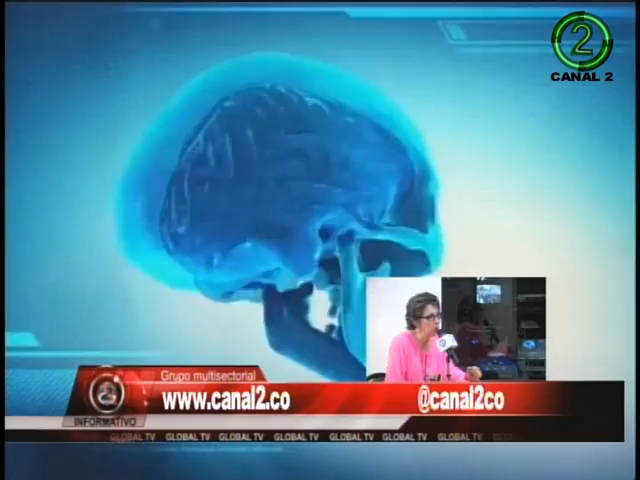 2
CANAL 2
Grupo multisectorial
www.canal2.co
@canal2co
INFORMATIVO
GLOBAL TV GLOBAL TV GLOBAL TV GLOBAL TV GLOBAL TV GLOBAL TV GLOBAL TV